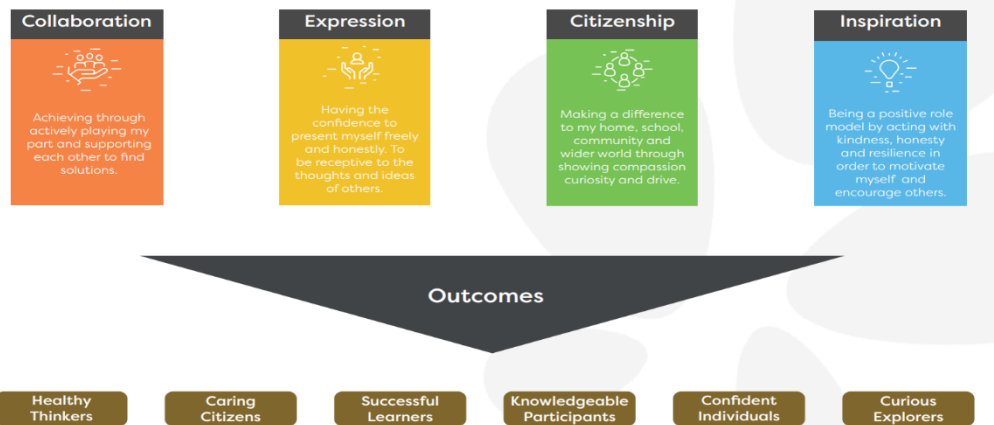 Collaboration
Achieving through
actively playing my
part and supporting
each other to find
solutions.
Expression
Having the
confidence to
present myself freely
and honestly. To
be receptive to the
thoughts and ideas
of others.
Citizenship
Making a difference
to my home, school,
community and
wider world through
showing compassion
curiosity and drive.
Inspiration
Being a positive role
model by acting with
kindness, honesty
and resilience in
order to motivate
myself and
encourage others.
Outcomes
Healthy
Thinkers
Caring
Citizens
Successful
Learners
Knowledgeable
Participants
Confident
Individuals
Curious
Explorers